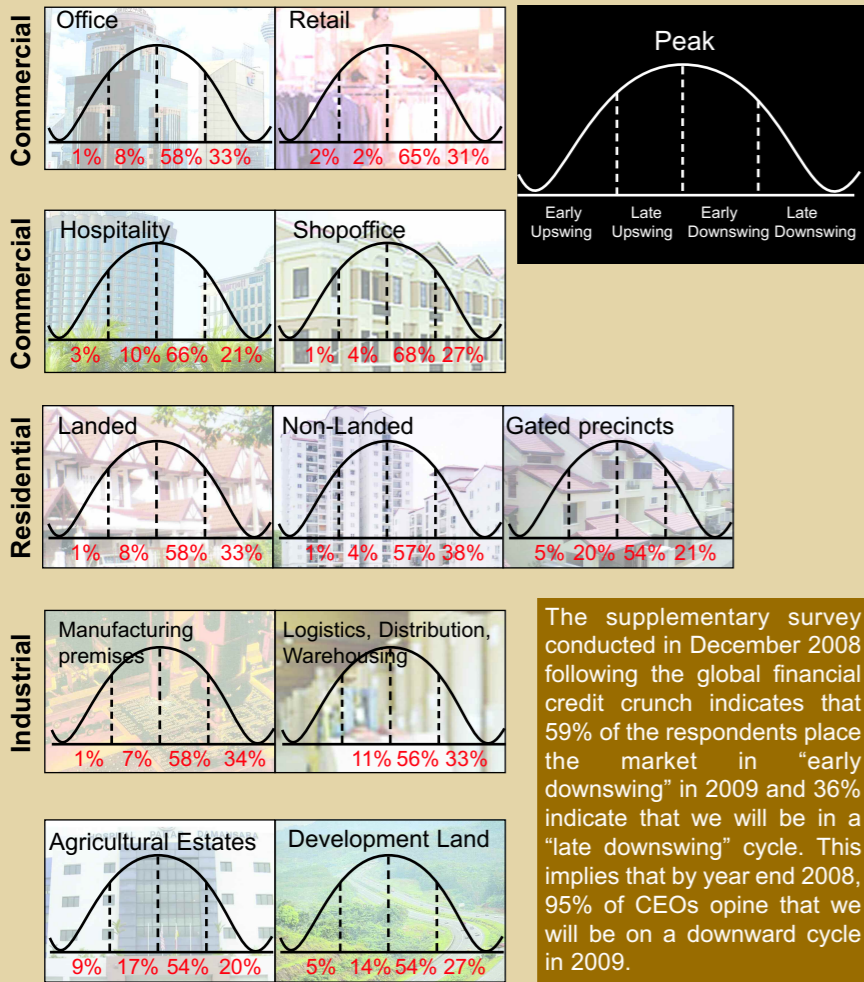 Commercial
Office
1% 8% 58% 33%
Retail
2% 2% 65% 31%
Peak
Early Upswing
Late Upswing
Early Downswing
Late Downswing
Commercial
Hospitality
3% 10% 66% 21%
Shopoffice
1% 4% 68% 27%
Residential
Landed
1% 8% 58% 33%
Non-Landed
1% 4% 57% 38%
Gated precincts
5% 20% 54% 21%
Industrial
Manufacturing
premises
1% 7% 58% 34%
Logistics, Distribution,
Warehousing
11% 56% 33%
Agricultural Estates
9% 17% 54% 20%
Development Land
5% 14% 54% 27%
The supplementary survey
conducted in December 2008
following the global financial
credit crunch indicates that
59% of the respondents place
the market in “early
downswing” in 2009 and 36%
indicate that we will be in a
“late downswing” cycle. This
implies that by year end 2008,
95% of CEOs opine that we
will be on a downward cycle
in 2009.